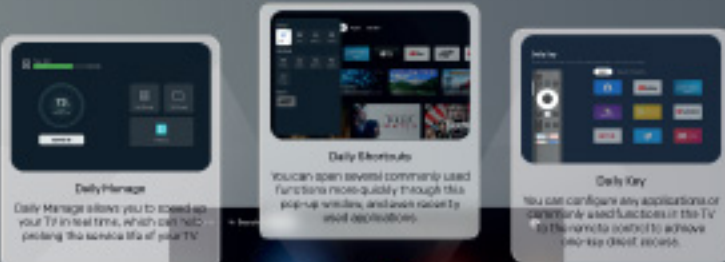 Daily Manage
Daily Manage allows you to speed up
your TV in real time, which can help
prolong the service life of your TV
Daily Shortcuts
You can open several commonly used
functions more quickly through this
pop-up window, and even recently
used applications
Daily Key
You can configure any applications or
commonly used functions in the TV
to the remote control to achieve
one-key direct access.